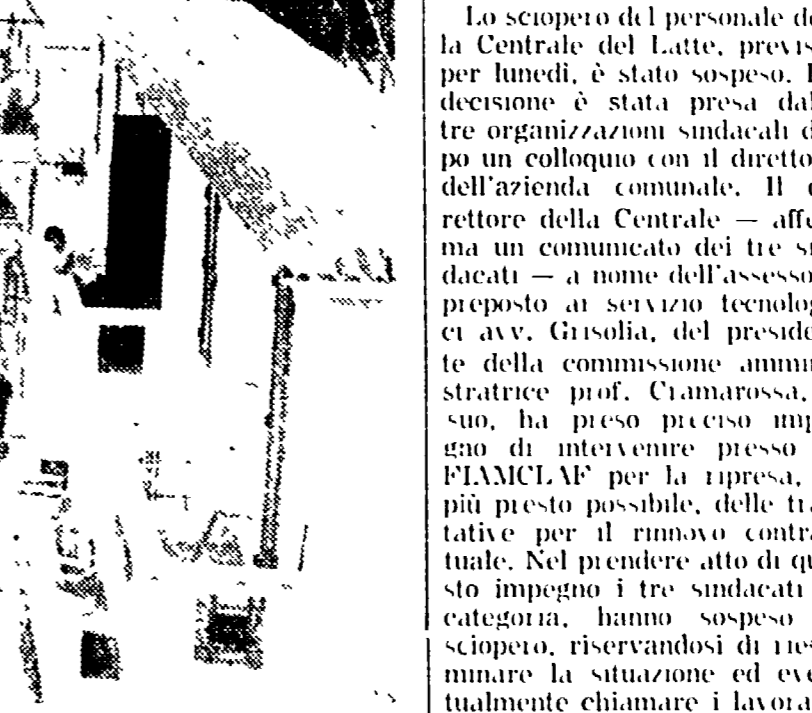 Lo sciopero del personale de
la Centrale del Latte, previs
per lunedì, è stato sospeso. 
decisione è stata presa dal
tre organizzazioni sindacali d
po un colloquio con il diretto
dell'azienda comunale. Il d
rettore della Centrale — affe
ma un comunicato dei tre si
dacati — a nome dell'assesso
preposto ai servizio tecnolog
ci avv. Grisolia, del preside
te della commissione ammi
stratrice prof. Cramarossa,
suo, ha preso preciso imp
gno di intervenire presso
FIAMCLAF per la ripresa,
più presto possibile, delle tra
tative per il rinnovo contra
tuale. Nel prendere atto di qu
sto impegno i tre sindacati
categoria, hanno sospeso
sciopero, riservandosi di ries
minare la situazione ed eve
tualmente chiamare i lavora